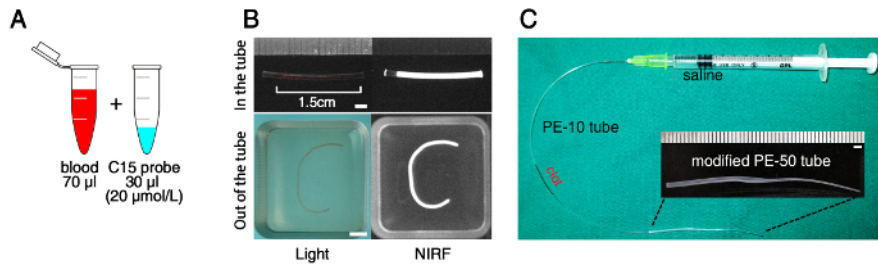 A
blood
70 µl
+
C15 probe
30 µl
(20 µmol/L)
B
In the tube
1.5cm
Out of the tube
Light
NIRF
C
saline
PE-10 tube
clot
modified PE-50 tube